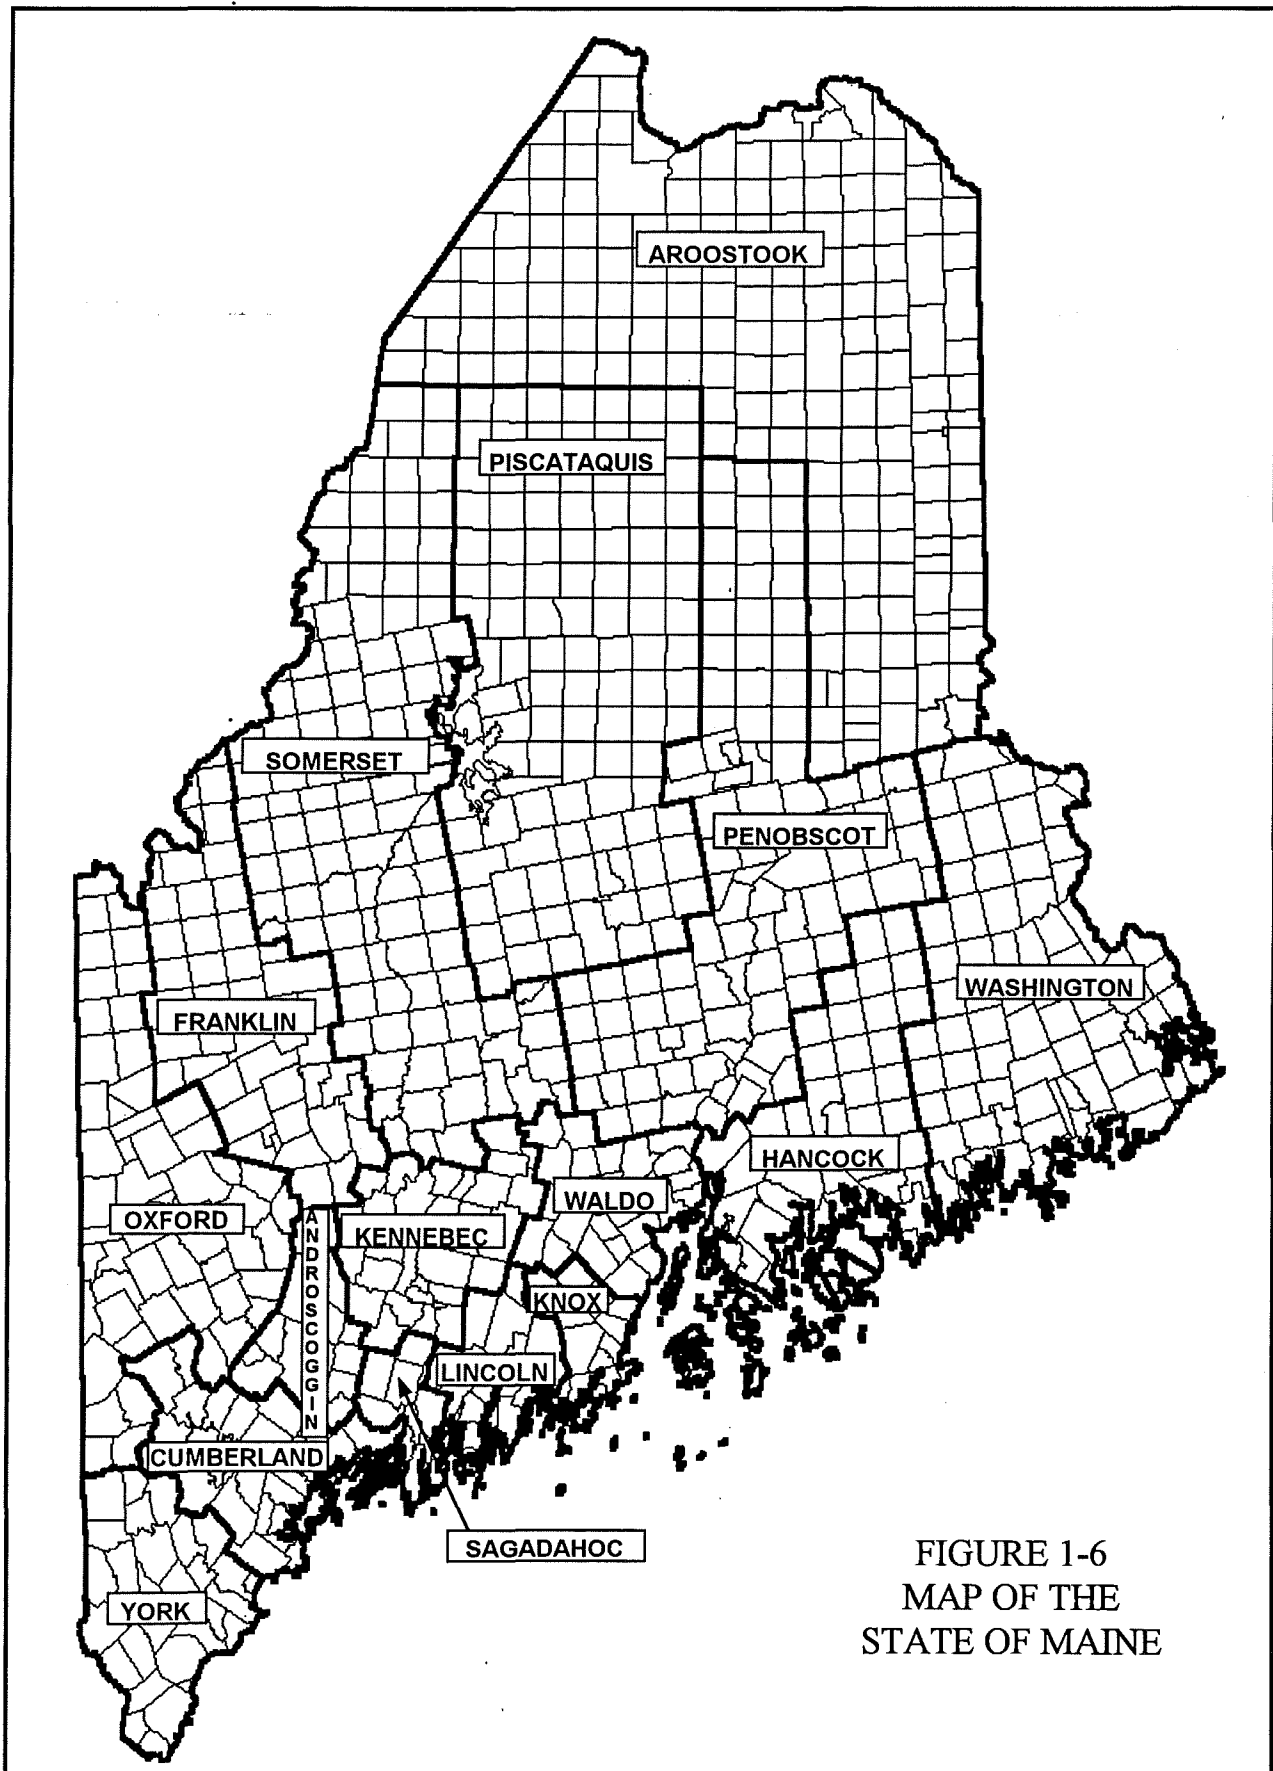 AROOSTOOK
PISCATAQUIS
SOMERSET
PENOBSCOT
WASHINGTON
FRANKLIN
HANCOCK
WALDO
OXFORD
ANDROSCOGGIN
KENNEBEC
KNOX
LINCOLN
CUMBERLAND
SAGADAHOC
YORK
FIGURE 1-6
MAP OF THE
STATE OF MAINE